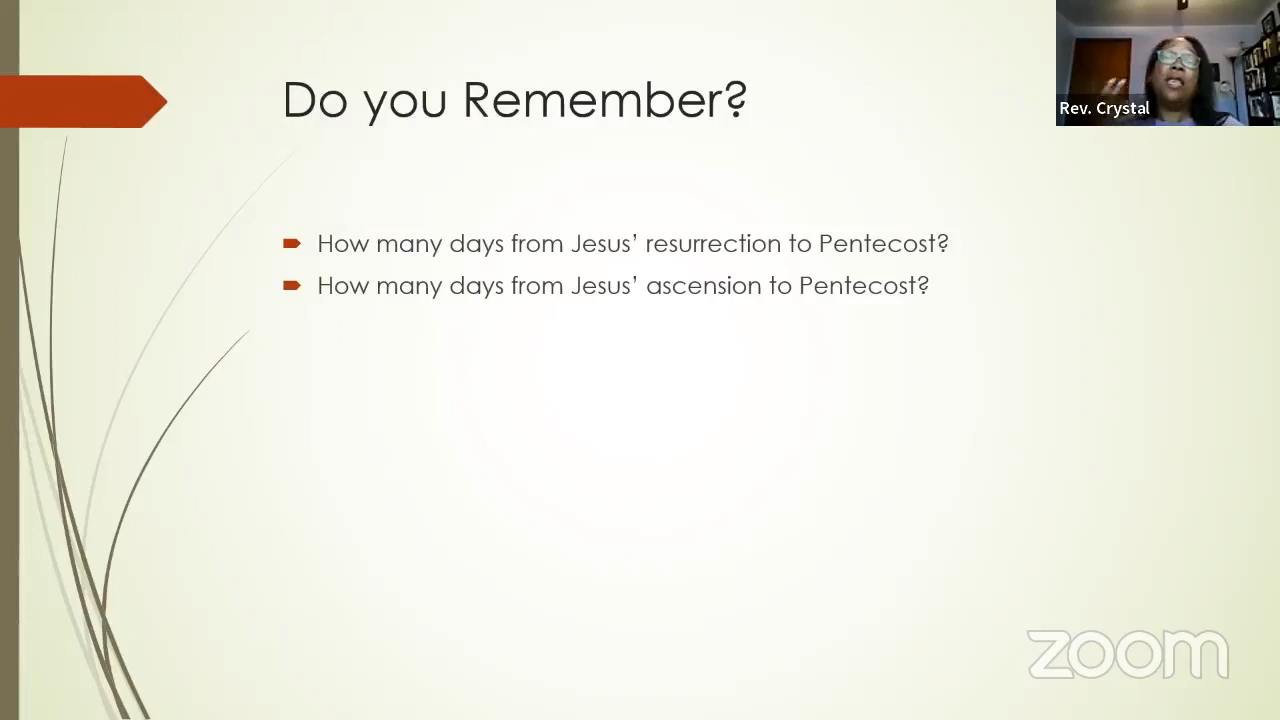 Do you Remember?
Rev. Crystal
How many days from Jesus’ resurrection to Pentecost?
How many days from Jesus’ ascension to Pentecost?
zoom